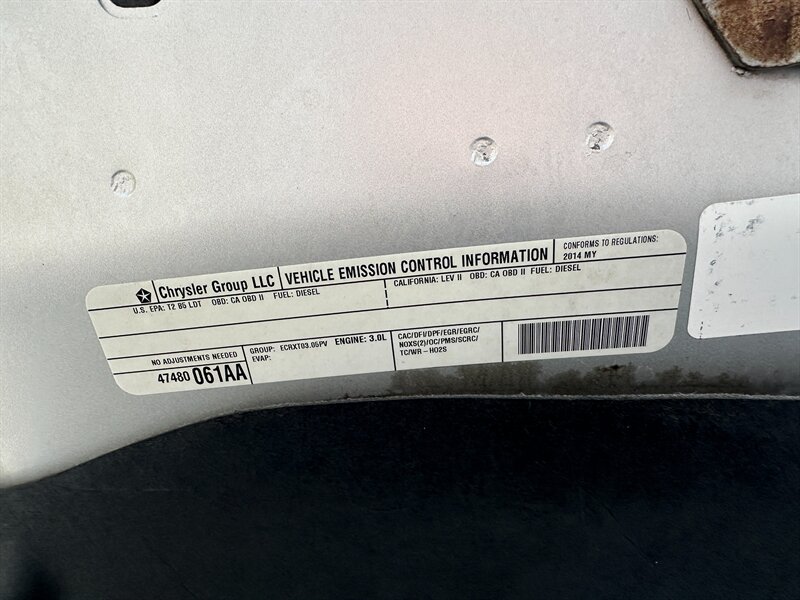 Chrysler Group LLC
VEHICLE EMISSION CONTROL INFORMATION
CONFORMS TO REGULATIONS:
2014 MY
U.S. EPA: T2 B5 LDT OBD: CA OBD II FUEL: DIESEL
CALIFORNIA: LEV II OBD: CA OBD II FUEL: DIESEL
NO ADJUSTMENTS NEEDED
47480 061AA
GROUP: ECRXT03.05PV ENGINE: 3.0L
EVAP:
CAC/DFI/DPF/EGR/EGRC/
NOXS(2)/OC/PMS/SCRC/
TC/WR-HO2S